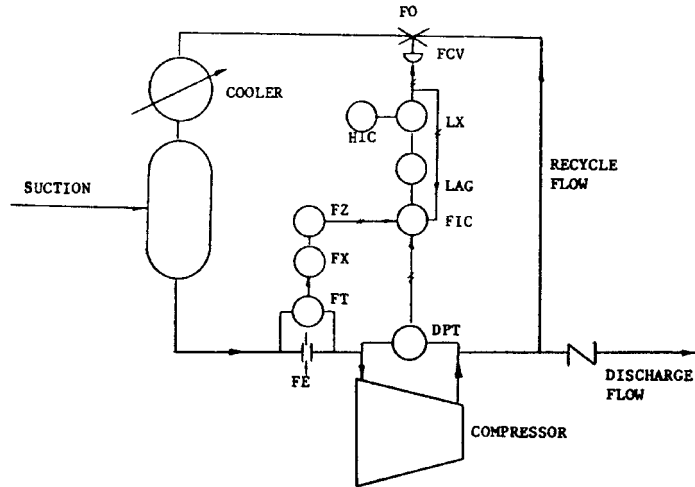 FO
FCV
COOLER
LX
HIC
SUCTION
LAG
RECYCLE
FLOW
FZ
FIC
FX
FT
DPT
FE
DISCHARGE
FLOW
COMPRESSOR